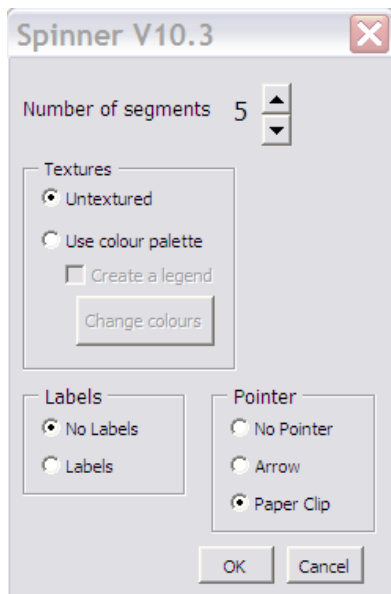 Spinner V10.3
Number of segments 5
Textures
Untextured
Use colour palette
Create a legend
Change colours
Labels
No Labels
Labels
Pointer
No Pointer
Arrow
Paper Clip
OK Cancel